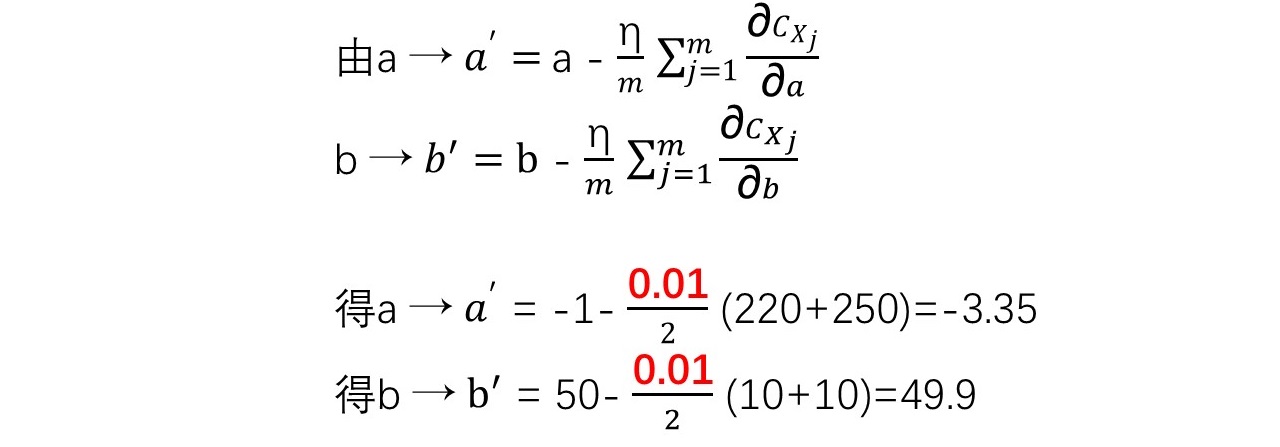 由a → a′ = a - η/m ∑_{j=1}^{m} ∂C_{X_j}/∂a
b → b′ = b - η/m ∑_{j=1}^{m} ∂C_{X_j}/∂b
得a → a′ = -1- 0.01/2 (220+250)=-3.35
得b → b′ = 50- 0.01/2 (10+10)=49.9